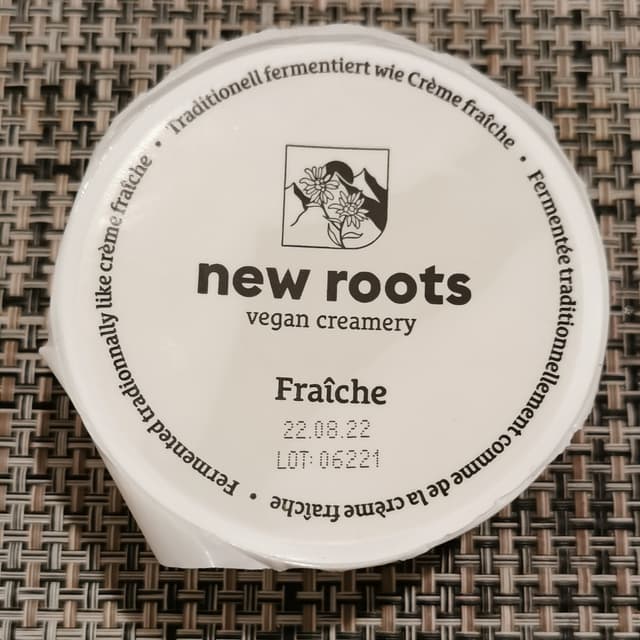 Traditionell fermentiert wie Crème fraîche •
Fermentée traditionnellement comme de la crème fraîche •
Fermented tradionnally like crème fraîche •
new roots
vegan creamery
Fraîche
22.08.22
LOT: 06221